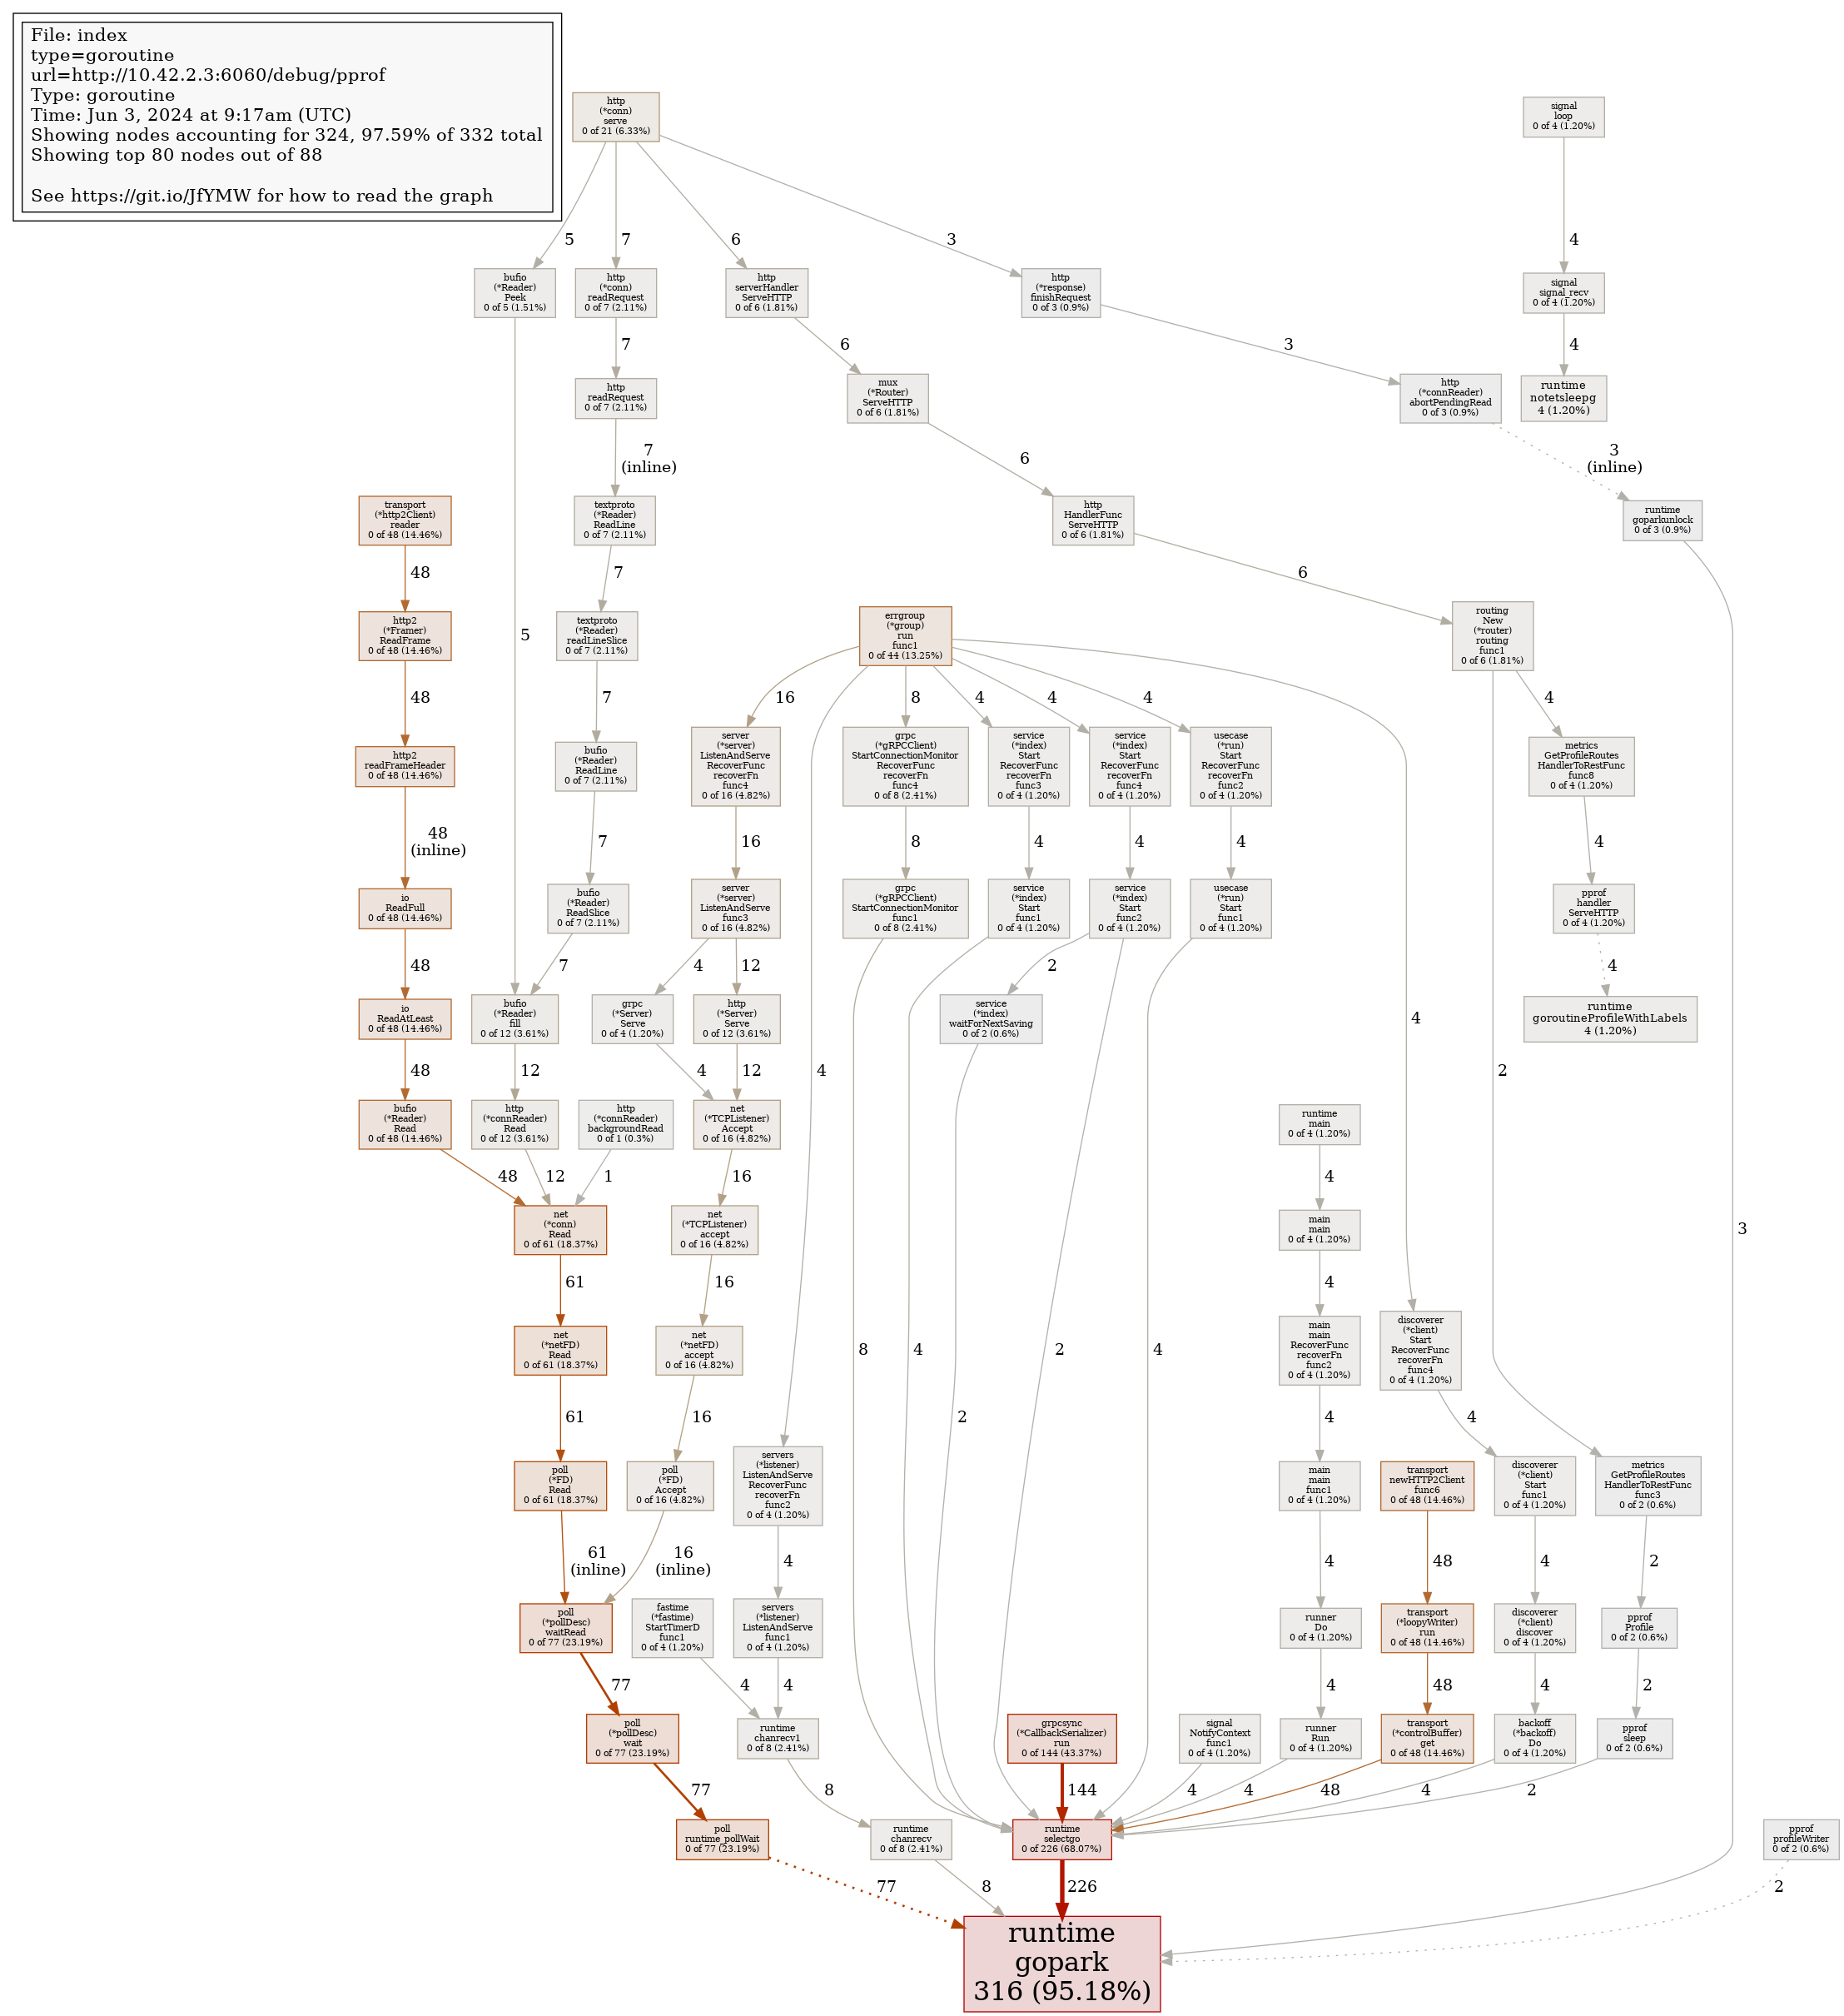 File: index
type=goroutine
url=http://10.42.2.3:6060/debug/pprof
Type: goroutine
Time: Jun 3, 2024 at 9:17am (UTC)
Showing nodes accounting for 324, 97.59% of 332 total
Showing top 80 nodes out of 88
See https://git.io/JfYMW for how to read the graph
http
(*conn)
serve
0 of 21 (6.33%)
signal
loop
0 of 4 (1.20%)
5
7
6
3
4
bufio
(*Reader)
Peek
0 of 5 (1.51%)
http
(*conn)
readRequest
0 of 7 (2.11%)
http
serverHandler
ServeHTTP
0 of 6 (1.81%)
http
(*response)
finishRequest
0 of 3 (0.9%)
signal
signal_recv
0 of 4 (1.20%)
7
6
3
4
http
readRequest
0 of 7 (2.11%)
mux
(*Router)
ServeHTTP
0 of 6 (1.81%)
http
(*connReader)
abortPendingRead
0 of 3 (0.9%)
runtime
notetsleepg
4 (1.20%)
7
(inline)
6
3
(inline)
transport
(*http2Client)
reader
0 of 48 (14.46%)
textproto
(*Reader)
ReadLine
0 of 7 (2.11%)
http
HandlerFunc
ServeHTTP
0 of 6 (1.81%)
runtime
goparkunlock
0 of 3 (0.9%)
48
7
6
http2
(*Framer)
ReadFrame
0 of 48 (14.46%)
5
textproto
(*Reader)
readLineSlice
0 of 7 (2.11%)
errgroup
(*group)
run
func1
0 of 44 (13.25%)
routing
New
(*router)
routing
func1
0 of 6 (1.81%)
48
7
16
8
4
4
4
4
http2
readFrameHeader
0 of 48 (14.46%)
bufio
(*Reader)
ReadLine
0 of 7 (2.11%)
server
(*server)
ListenAndServe
RecoverFunc
recoverFn
func4
0 of 16 (4.82%)
grpc
(*gRPCClient)
StartConnectionMonitor
RecoverFunc
recoverFn
func4
0 of 8 (2.41%)
service
(*index)
Start
RecoverFunc
recoverFn
func3
0 of 4 (1.20%)
service
(*index)
Start
RecoverFunc
recoverFn
func4
0 of 4 (1.20%)
usecase
(*run)
Start
RecoverFunc
recoverFn
func2
0 of 4 (1.20%)
metrics
GetProfileRoutes
HandlerToRestFunc
func8
0 of 4 (1.20%)
48
(inline)
7
16
8
4
4
4
4
io
ReadFull
0 of 48 (14.46%)
bufio
(*Reader)
ReadSlice
0 of 7 (2.11%)
server
(*server)
ListenAndServe
func3
0 of 16 (4.82%)
grpc
(*gRPCClient)
StartConnectionMonitor
func1
0 of 8 (2.41%)
service
(*index)
Start
func1
0 of 4 (1.20%)
service
(*index)
Start
func2
0 of 4 (1.20%)
usecase
(*run)
Start
func1
0 of 4 (1.20%)
pprof
handler
ServeHTTP
0 of 4 (1.20%)
48
7
4
12
2
4
io
ReadAtLeast
0 of 48 (14.46%)
bufio
(*Reader)
fill
0 of 12 (3.61%)
grpc
(*Server)
Serve
0 of 4 (1.20%)
http
(*Server)
Serve
0 of 12 (3.61%)
service
(*index)
waitForNextSaving
0 of 2 (0.6%)
4
runtime
goroutineProfileWithLabels
4 (1.20%)
48
12
4
12
4
2
bufio
(*Reader)
Read
0 of 48 (14.46%)
http
(*connReader)
Read
0 of 12 (3.61%)
http
(*connReader)
backgroundRead
0 of 1 (0.3%)
net
(*TCPListener)
Accept
0 of 16 (4.82%)
runtime
main
0 of 4 (1.20%)
48
12
1
16
4
net
(*conn)
Read
0 of 61 (18.37%)
net
(*TCPListener)
accept
0 of 16 (4.82%)
main
main
0 of 4 (1.20%)
3
61
16
4
net
(*netFD)
Read
0 of 61 (18.37%)
net
(*netFD)
accept
0 of 16 (4.82%)
8
4
2
4
main
main
RecoverFunc
recoverFn
func2
0 of 4 (1.20%)
discoverer
(*client)
Start
RecoverFunc
recoverFn
func4
0 of 4 (1.20%)
61
16
2
4
4
poll
(*FD)
Read
0 of 61 (18.37%)
poll
(*FD)
Accept
0 of 16 (4.82%)
servers
(*listener)
ListenAndServe
RecoverFunc
recoverFn
func2
0 of 4 (1.20%)
main
main
func1
0 of 4 (1.20%)
transport
newHTTP2Client
func6
0 of 48 (14.46%)
discoverer
(*client)
Start
func1
0 of 4 (1.20%)
metrics
GetProfileRoutes
HandlerToRestFunc
func3
0 of 2 (0.6%)
61
(inline)
16
(inline)
4
4
48
4
2
poll
(*pollDesc)
waitRead
0 of 77 (23.19%)
fastime
(*fastime)
StartTimerD
func1
0 of 4 (1.20%)
servers
(*listener)
ListenAndServe
func1
0 of 4 (1.20%)
runner
Do
0 of 4 (1.20%)
transport
(*loopyWriter)
run
0 of 48 (14.46%)
discoverer
(*client)
discover
0 of 4 (1.20%)
pprof
Profile
0 of 2 (0.6%)
77
4
4
4
48
4
2
poll
(*pollDesc)
wait
0 of 77 (23.19%)
runtime
chanrecv1
0 of 8 (2.41%)
grpcsync
(*CallbackSerializer)
run
0 of 144 (43.37%)
signal
NotifyContext
func1
0 of 4 (1.20%)
runner
Run
0 of 4 (1.20%)
transport
(*controlBuffer)
get
0 of 48 (14.46%)
backoff
(*backoff)
Do
0 of 4 (1.20%)
pprof
sleep
0 of 2 (0.6%)
77
8
144
4
4
48
4
2
poll
runtime_pollWait
0 of 77 (23.19%)
runtime
chanrecv
0 of 8 (2.41%)
runtime
selectgo
0 of 226 (68.07%)
pprof
profileWriter
0 of 2 (0.6%)
77
8
226
2
runtime
gopark
316 (95.18%)